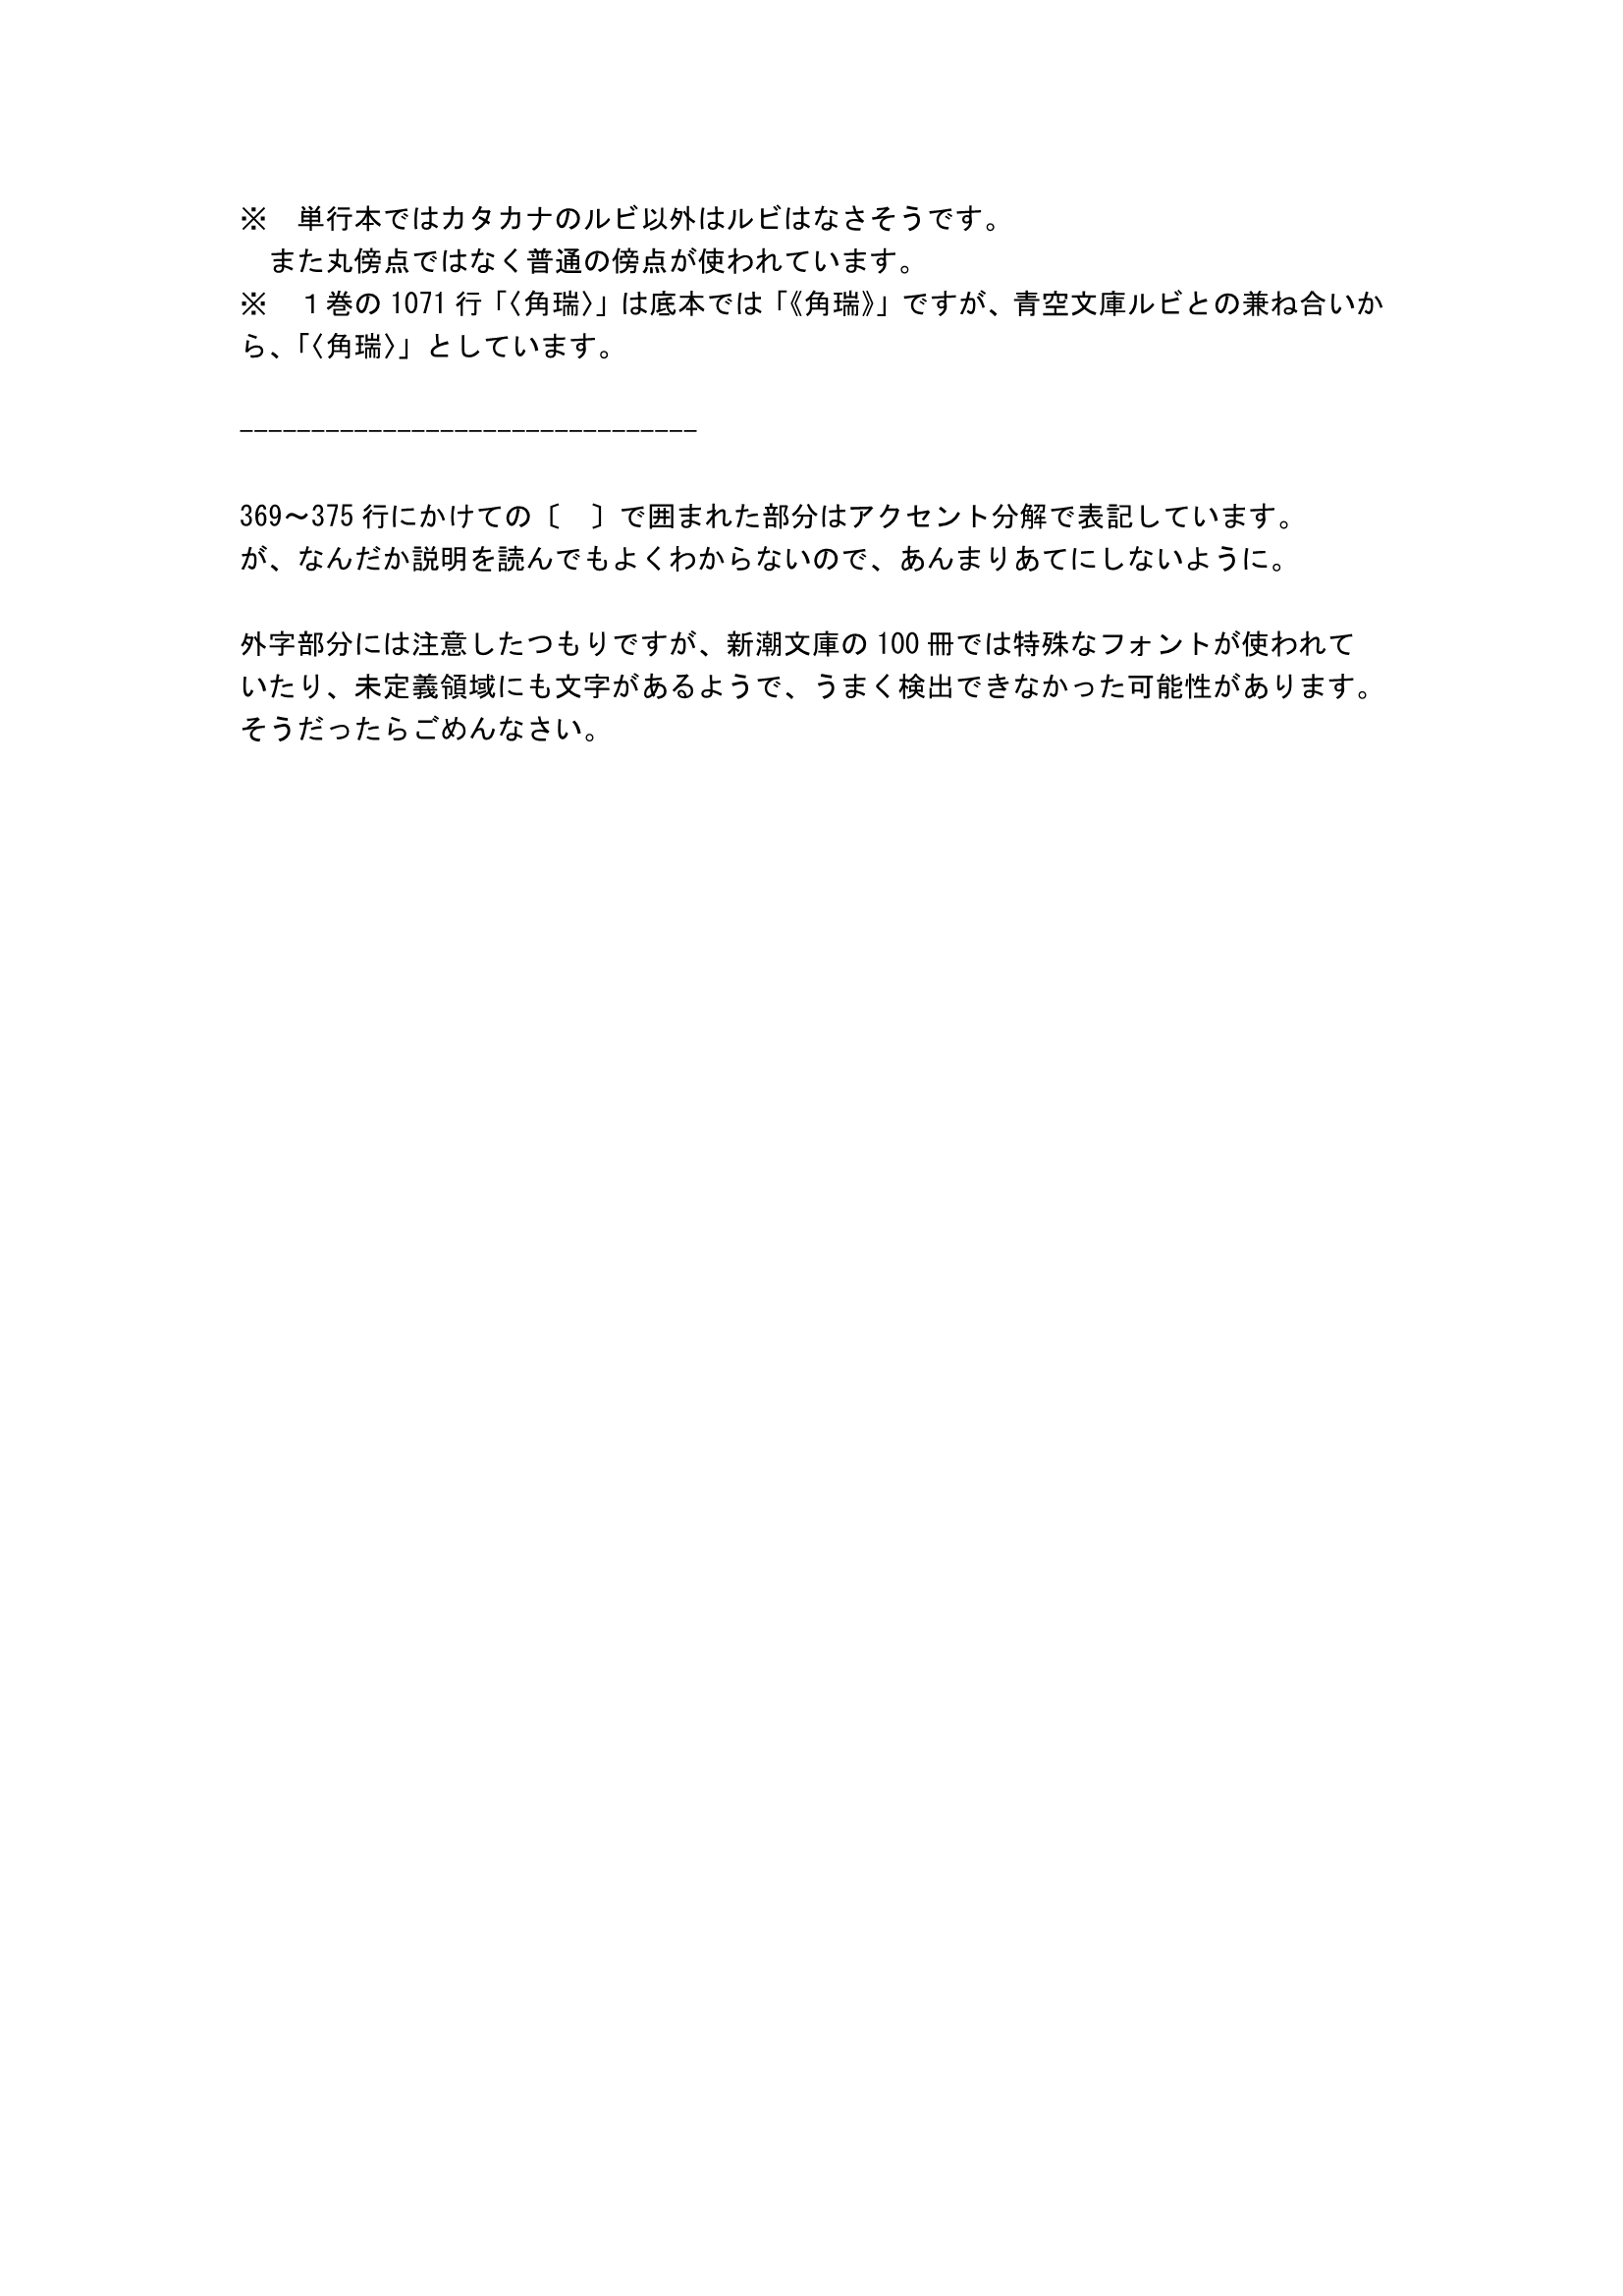 ※　単行本ではカタカナのルビ以外はルビはなさそうです。
　また丸傍点ではなく普通の傍点が使われています。
※　1巻の1071行「〈角瑞〉」は底本では「《角瑞》」ですが、青空文庫ルビとの兼ね合いか
ら、「〈角瑞〉」としています。
--------------------------------
369～375行にかけての〔　〕で囲まれた部分はアクセント分解で表記しています。
が、なんだか説明を読んでもよくわからないので、あんまりあてにしないように。
外字部分には注意したつもりですが、新潮文庫の100冊では特殊なフォントが使われて
いたり、未定義領域にも文字があるようで、うまく検出できなかった可能性があります。
そうだったらごめんなさい。